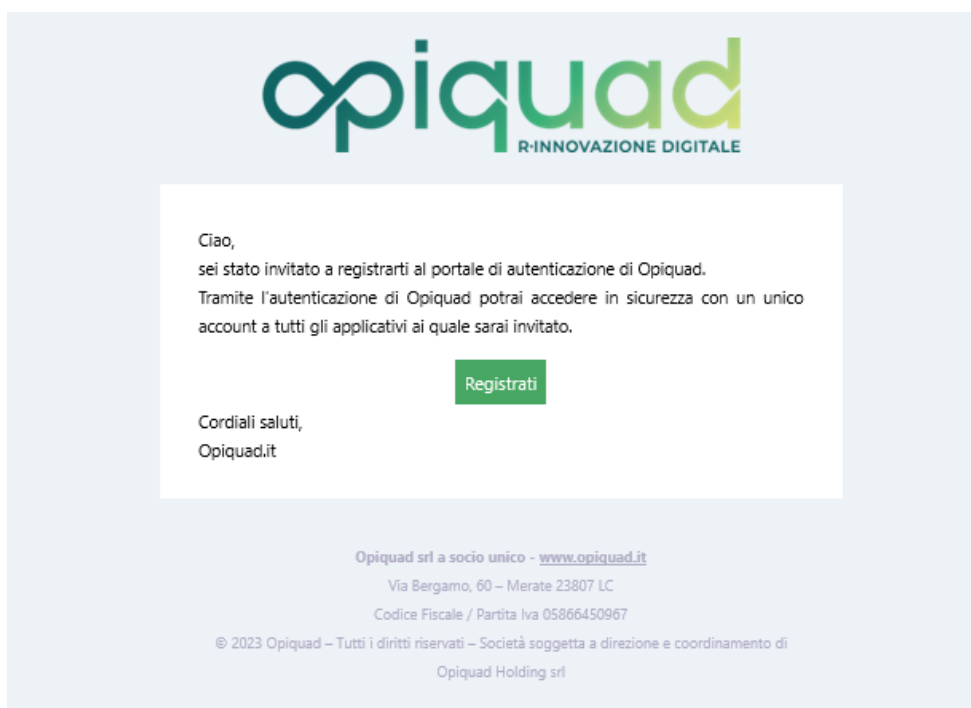 opiquad
R·INNOVAZIONE DIGITALE
Ciao,
sei stato invitato a registrarti al portale di autenticazione di Opiquad.
Tramite l'autenticazione di Opiquad potrai accedere in sicurezza con un unico
account a tutti gli applicativi ai quale sarai invitato.
Registrati
Cordiali saluti,
Opiquad.it
Opiquad srl a socio unico - www.opiquad.it
Via Bergamo, 60 – Merate 23807 LC
Codice Fiscale / Partita Iva 05866450967
© 2023 Opiquad – Tutti i diritti riservati – Società soggetta a direzione e coordinamento di
Opiquad Holding srl